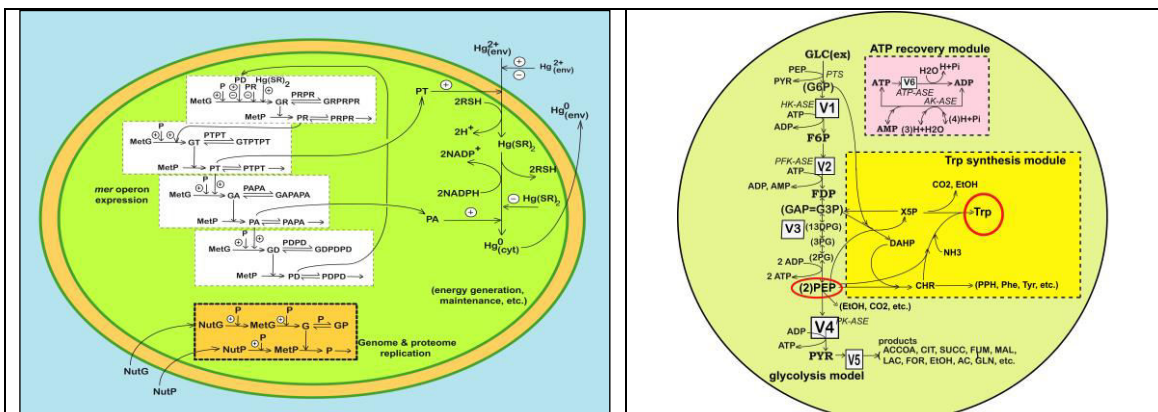 Hg2+(env)
Hg 2+(env)
Hg0(env)
PD Hg(SR)2
P PR
MetG GR PRPR GRPRPR
MetP PR PRPR
P
MetG GT PTPT GTPTPT
MetP PT PTPT
P
MetG GA PAPA GAPAPA
MetP PA PAPA
P
MetG GD PDPD GDPDPD
MetP PD PDPD
mer operon
expression
PT
2RSH
2H+
Hg(SR)2
2NADP+
2RSH
2NADPH
Hg(SR)2
PA
Hg0(cyt)
(energy generation,
maintenance, etc.)
P P P
NutG MetG G GP
P
NutP MetP P
Genome & proteome
replication
NutG
NutP
GLC(ex)
PEP
PYR
PTS
(G6P)
HK-ASE
ATP
ADP
V1
F6P
PFK-ASE
ATP
ADP, AMP
V2
FDP
(GAP=G3P)
V3
(13DPG)
(3PG)
(2PG)
2 ADP
2 ATP
(2)PEP
(EtOH, CO2, etc.)
V4
PK-ASE
ADP
ATP
PYR
V5
products
ACCOA, CIT, SUCC, FUM, MAL,
LAC, FOR, EtOH, AC, GLN, etc.
glycolysis model
ATP recovery module
H2O H+Pi
ATP V6 ADP
ATP-ASE
AK-ASE
(4)H+Pi
AMP (3)H+H2O
Trp synthesis module
CO2, EtOH
X5P
Trp
DAHP
NH3
CHR
(PPH, Phe, Tyr, etc.)